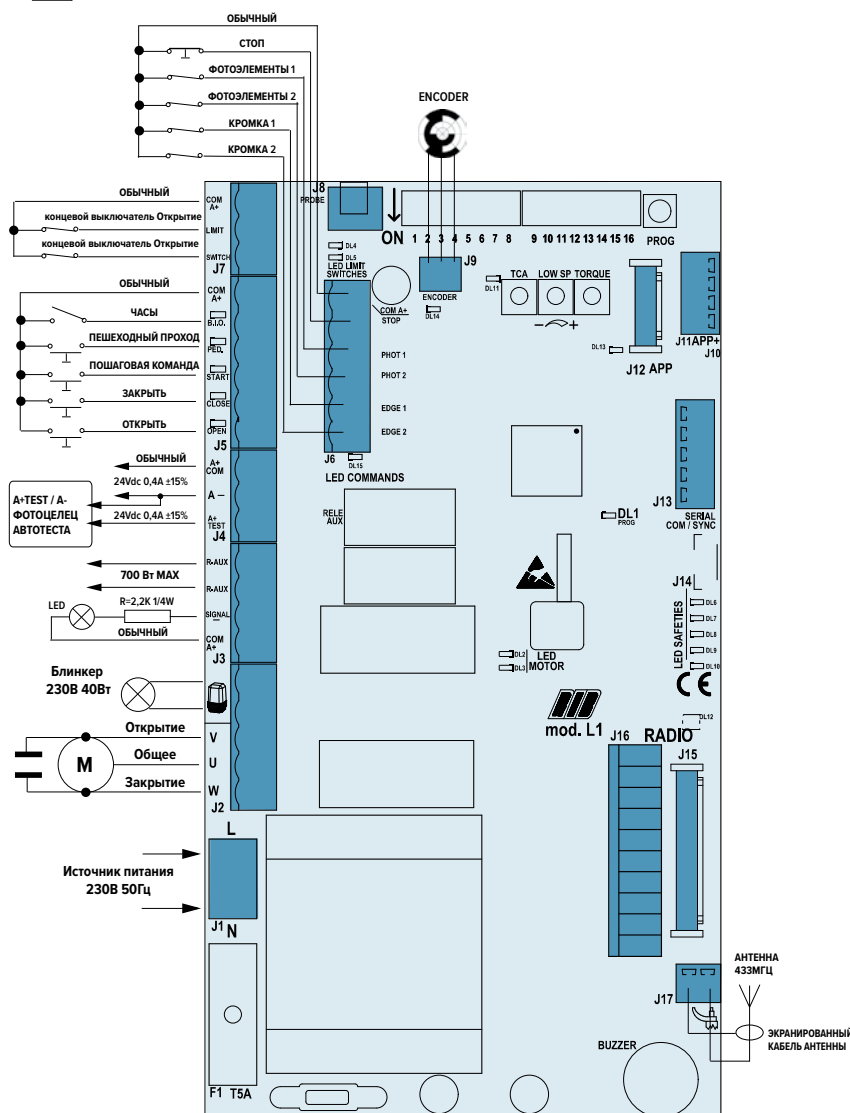 ОБЫЧНЫЙ
СТОП
ФОТОЭЛЕМЕНТЫ 1
ФОТОЭЛЕМЕНТЫ 2
КРОМКА 1
КРОМКА 2
ENCODER
ОБЫЧНЫЙ
концевой выключатель Открытие
концевой выключатель Открытие
COM
A+
LIMIT
SWITCH
J7
J8
PROBE
ON
1 2 3 4 5 6 7 8
9 10 11 12 13 14 15 16
PROG
DL4
DL5
LED LIMIT
SWITCHES
J9
ENCODER
DL14
DL11
TCA
LOW SP
TORQUE
− +
DL13
J12 APP
J11 APP+
J10
COM A+
STOP
PHOT 1
PHOT 2
EDGE 1
EDGE 2
J6
DL15
LED COMMANDS
ОБЫЧНЫЙ
ЧАСЫ
ПЕШЕХОДНЫЙ ПРОХОД
ПОШАГОВАЯ КОМАНДА
ЗАКРЫТЬ
ОТКРЫТЬ
COM
A+
B.I.O.
PED.
START
CLOSE
OPEN
J5
ОБЫЧНЫЙ
24Vdc 0,4A ±15%
24Vdc 0,4A ±15%
A+TEST / A-
ФОТОЦЕЛЕЦ
АВТОТЕСТА
A+
COM
A −
A+
TEST
J4
RELE
AUX
DL1
PROG
J13
SERIAL
COM / SYNC
J14
700 Вт MAX
R-AUX
R-AUX
LED
R=2,2K 1/4W
ОБЫЧНЫЙ
SIGNAL
−
COM
A+
J3
DL2
DL3
LED
MOTOR
LED SAFETIES
DL6
DL7
DL8
DL9
DL10
CE
DL12
Блинкер
230В 40Вт
mod. L1
Открытие
Общее
Закрытие
M
V
U
W
J2
J16
RADIO
J15
L
Источник питания
230В 50Гц
J1
N
F1 T5A
BUZZER
J17
АНТЕННА
433МГЦ
ЭКРАНИРОВАННЫЙ
КАБЕЛЬ АНТЕННЫ